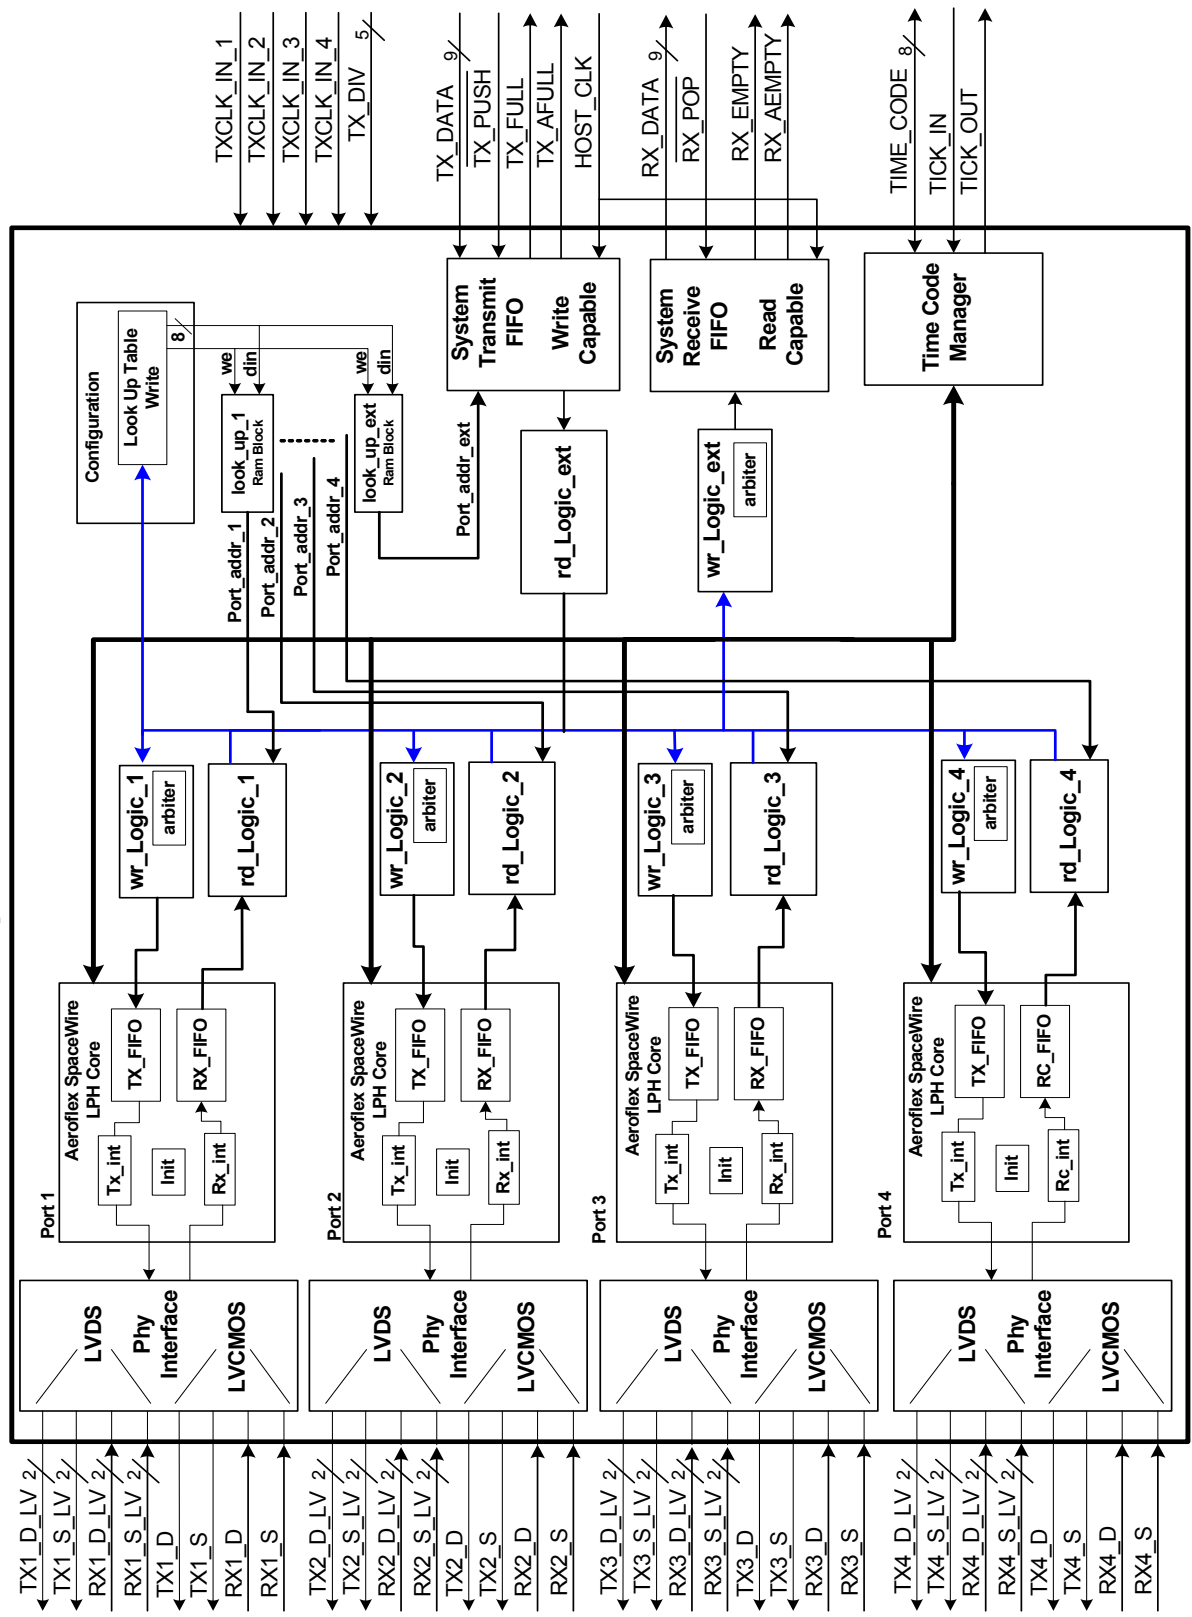 TXCLK_IN_1
TXCLK_IN_2
TXCLK_IN_3
TXCLK_IN_4
TX_DIV
5
TX_DATA
9
TX_PUSH
TX_FULL
TX_AFULL
HOST_CLK
RX_DATA
9
RX_POP
RX_EMPTY
RX_AEMPTY
TIME_CODE
8
TICK_IN
TICK_OUT
Configuration
Look Up Table
Write
8
we
din
we
din
look_up_1
Ram Block
look_up_ext
Ram Block
Port_addr_1
Port_addr_2
Port_addr_3
Port_addr_4
Port_addr_ext
System
Transmit
FIFO
Write
Capable
rd_Logic_ext
System
Receive
FIFO
Read
Capable
wr_Logic_ext
arbiter
Time Code
Manager
wr_Logic_1
arbiter
rd_Logic_1
wr_Logic_2
arbiter
rd_Logic_2
wr_Logic_3
arbiter
rd_Logic_3
wr_Logic_4
arbiter
rd_Logic_4
Port 1
Aeroflex SpaceWire
LPH Core
TX_FIFO
RX_FIFO
Tx_int
Init
Rx_int
Port 2
Aeroflex SpaceWire
LPH Core
TX_FIFO
RX_FIFO
Tx_int
Init
Rx_int
Port 3
Aeroflex SpaceWire
LPH Core
TX_FIFO
RX_FIFO
Tx_int
Init
Rx_int
Port 4
Aeroflex SpaceWire
LPH Core
TX_FIFO
RC_FIFO
Tx_int
Init
Rc_int
LVDS
Phy
Interface
LVCMOS
LVDS
Phy
Interface
LVCMOS
LVDS
Phy
Interface
LVCMOS
LVDS
Phy
Interface
LVCMOS
TX1_D_LV 2
TX1_S_LV 2
RX1_D_LV 2
RX1_S_LV 2
TX1_D
TX1_S
RX1_D
RX1_S
TX2_D_LV 2
TX2_S_LV 2
RX2_D_LV 2
RX2_S_LV 2
TX2_D
TX2_S
RX2_D
RX2_S
TX3_D_LV 2
TX3_S_LV 2
RX3_D_LV 2
RX3_S_LV 2
TX3_D
TX3_S
RX3_D
RX3_S
TX4_D_LV 2
TX4_S_LV 2
RX4_D_LV 2
RX4_S_LV 2
TX4_D
TX4_S
RX4_D
RX4_S